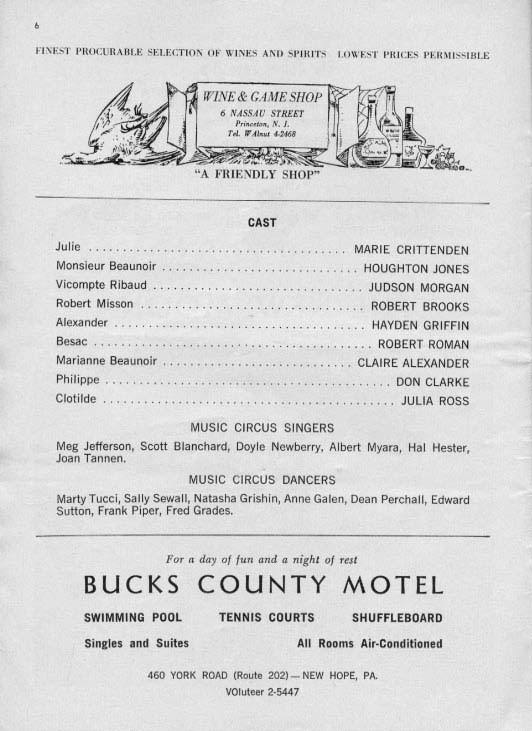 6
FINEST PROCURABLE SELECTION OF WINES AND SPIRITS LOWEST PRICES PERMISSIBLE
WINE & GAME SHOP
6 NASSAU STREET
Princeton, N. J.
Tel. WAlnut 4-2468
"A FRIENDLY SHOP"
CAST
Julie MARIE CRITTENDEN
Monsieur Beaunoir HOUGHTON JONES
Vicompte Ribaud JUDSON MORGAN
Robert Misson ROBERT BROOKS
Alexander HAYDEN GRIFFIN
Besac ROBERT ROMAN
Marianne Beaunoir CLAIRE ALEXANDER
Philippe DON CLARKE
Clotilde JULIA ROSS
MUSIC CIRCUS SINGERS
Meg Jefferson, Scott Blanchard, Doyle Newberry, Albert Myara, Hal Hester,
Joan Tannen.
MUSIC CIRCUS DANCERS
Marty Tucci, Sally Sewall, Natasha Grishin, Anne Galen, Dean Perchall, Edward
Sutton, Frank Piper, Fred Grades.
For a day of fun and a night of rest
BUCKS COUNTY MOTEL
SWIMMING POOL TENNIS COURTS SHUFFLEBOARD
Singles and Suites All Rooms Air-Conditioned
460 YORK ROAD (Route 202) — NEW HOPE, PA.
VOluteer 2-5447